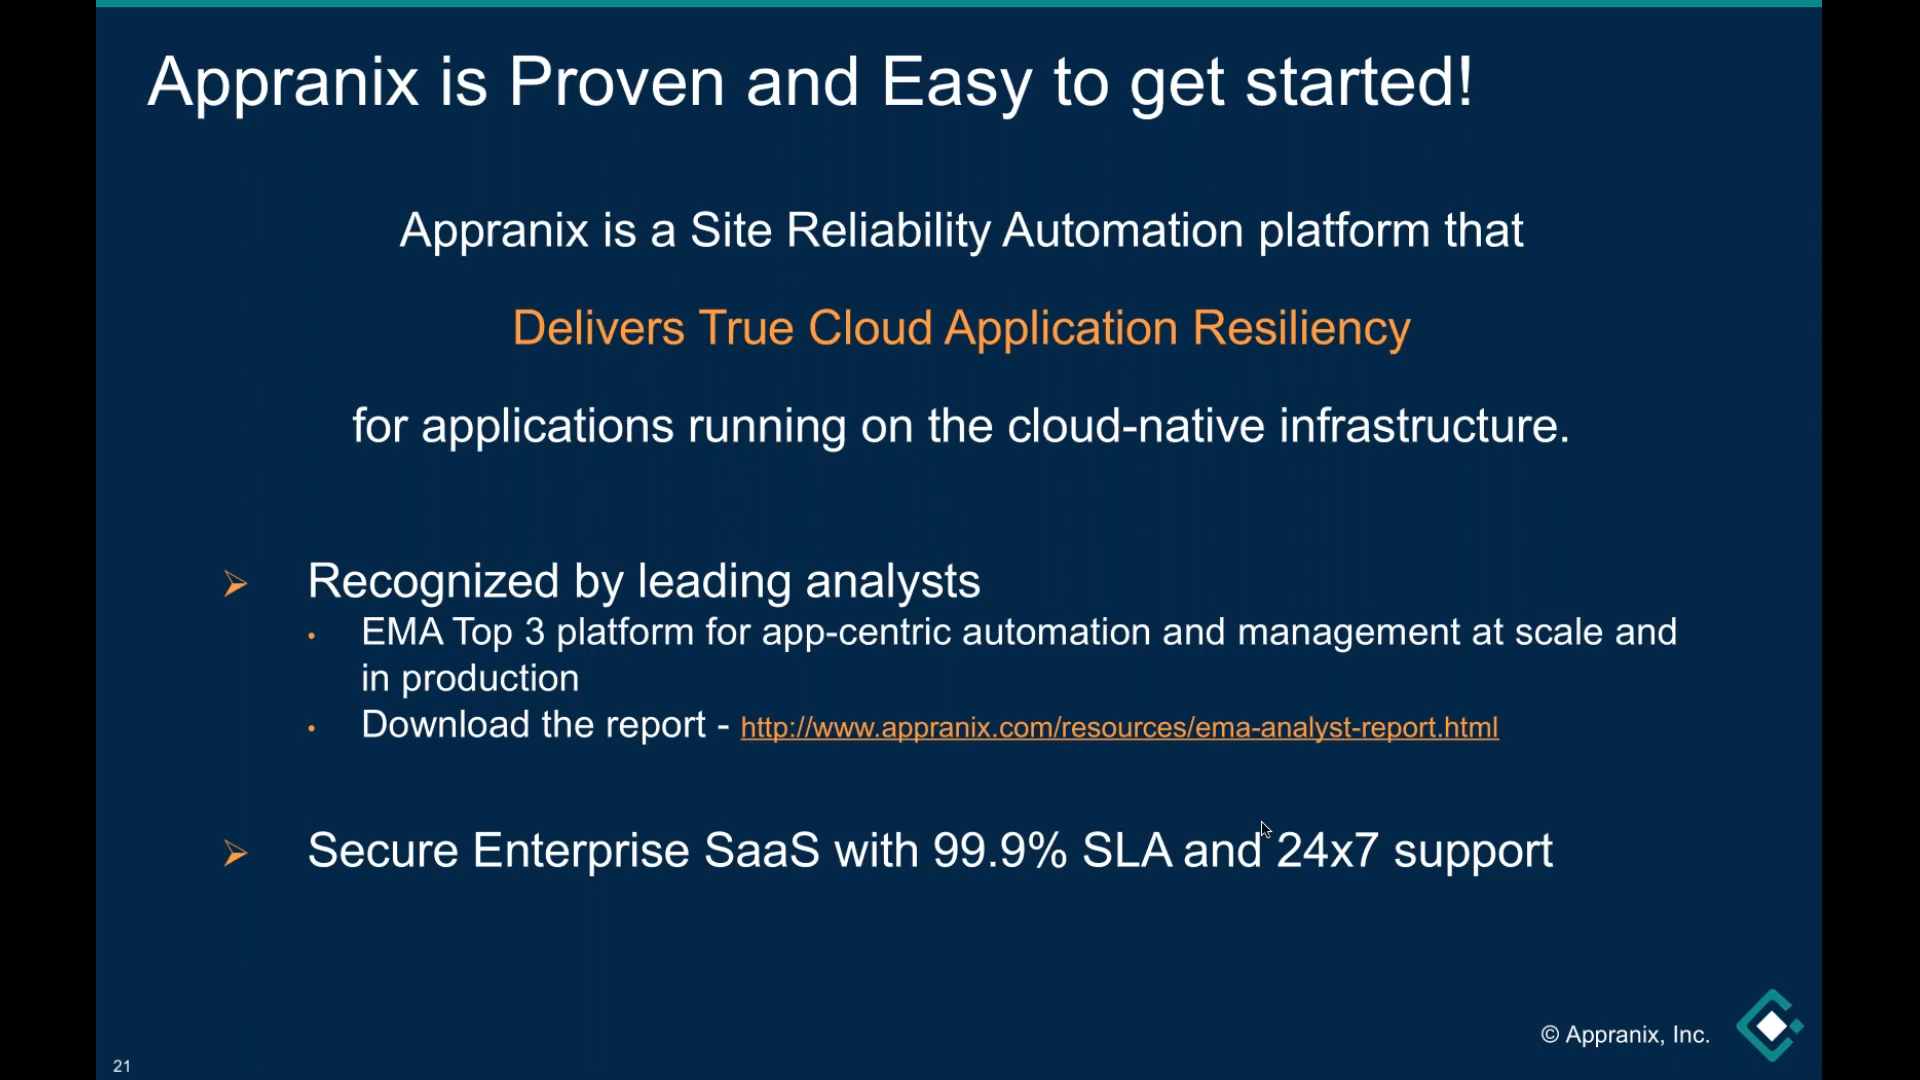 Appranix is Proven and Easy to get started!
Appranix is a Site Reliability Automation platform that
Delivers True Cloud Application Resiliency
for applications running on the cloud-native infrastructure.
➢ Recognized by leading analysts
• EMA Top 3 platform for app-centric automation and management at scale and
in production
• Download the report - http://www.appranix.com/resources/ema-analyst-report.html
➢ Secure Enterprise SaaS with 99.9% SLA and 24x7 support
© Appranix, Inc.
21